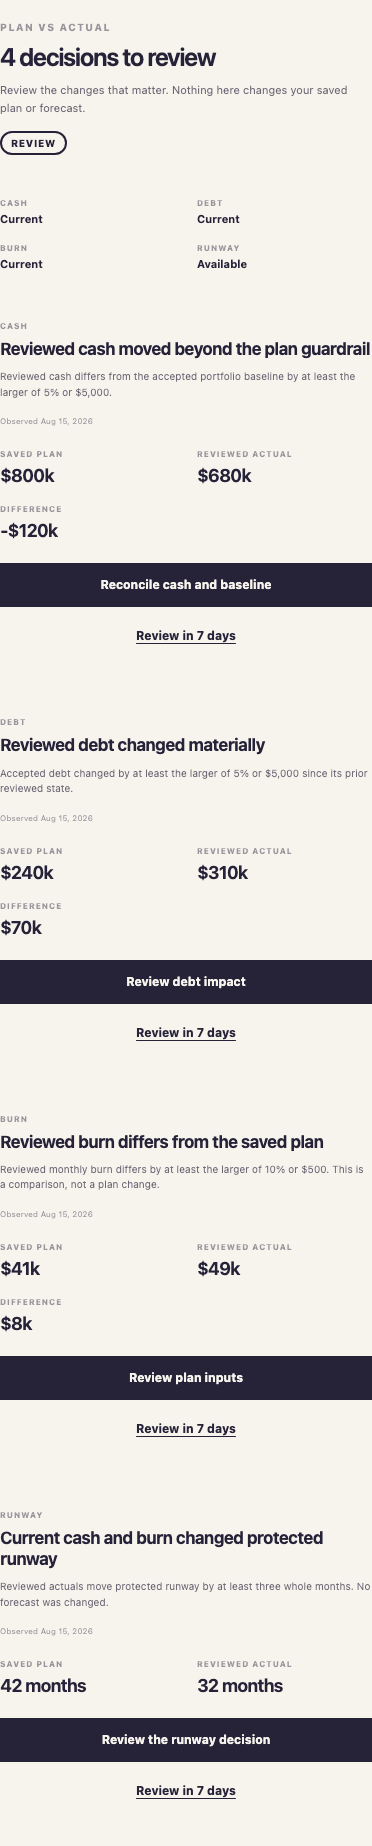 PLAN VS ACTUAL
4 decisions to review
Review the changes that matter. Nothing here changes your saved
plan or forecast.
REVIEW
CASH
Current
DEBT
Current
BURN
Current
RUNWAY
Available
CASH
Reviewed cash moved beyond the plan guardrail
Reviewed cash differs from the accepted portfolio baseline by at least the
larger of 5% or $5,000.
Observed Aug 15, 2026
SAVED PLAN
$800k
REVIEWED ACTUAL
$680k
DIFFERENCE
-$120k
Reconcile cash and baseline
Review in 7 days
DEBT
Reviewed debt changed materially
Accepted debt changed by at least the larger of 5% or $5,000 since its prior
reviewed state.
Observed Aug 15, 2026
SAVED PLAN
$240k
REVIEWED ACTUAL
$310k
DIFFERENCE
$70k
Review debt impact
Review in 7 days
BURN
Reviewed burn differs from the saved plan
Reviewed monthly burn differs by at least the larger of 10% or $500. This is
a comparison, not a plan change.
Observed Aug 15, 2026
SAVED PLAN
$41k
REVIEWED ACTUAL
$49k
DIFFERENCE
$8k
Review plan inputs
Review in 7 days
RUNWAY
Current cash and burn changed protected
runway
Reviewed actuals move protected runway by at least three whole months. No
forecast was changed.
Observed Aug 15, 2026
SAVED PLAN
42 months
REVIEWED ACTUAL
32 months
Review the runway decision
Review in 7 days